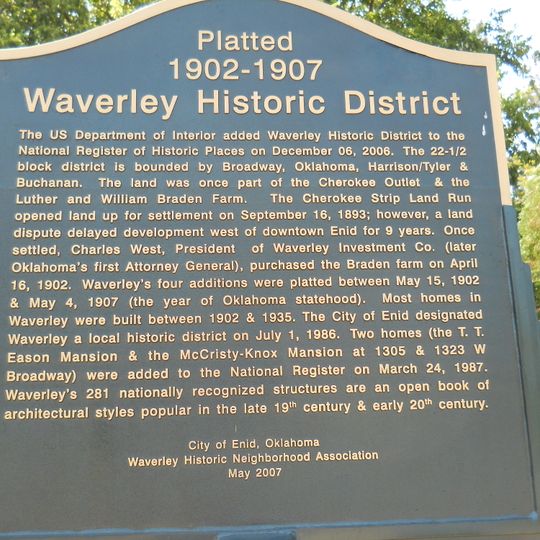 Platted
1902-1907
Waverley Historic District
The US Department of Interior added Waverley Historic District to the
National Register of Historic Places on December 06, 2006. The 22-1/2
block district is bounded by Broadway, Oklahoma, Harrison/Tyler &
Buchanan. The land was once part of the Cherokee Outlet & the
Luther and William Braden Farm. The Cherokee Strip Land Run
opened land up for settlement on September 16, 1893; however, a land
dispute delayed development west of downtown Enid for 9 years. Once
settled, Charles West, President of Waverley Investment Co. (later
Oklahoma's first Attorney General), purchased the Braden farm on April
16, 1902. Waverley's four additions were platted between May 15, 1902
& May 4, 1907 (the year of Oklahoma statehood). Most homes in
Waverley were built between 1902 & 1935. The City of Enid designated
Waverley a local historic district on July 1, 1986. Two homes (the T. T.
Eason Mansion & the McCristy-Knox Mansion at 1305 & 1323 W
Broadway) were added to the National Register on March 24, 1987.
Waverley's 281 nationally recognized structures are an open book of
architectural styles popular in the late 19th century & early 20th century.
City of Enid, Oklahoma
Waverley Historic Neighborhood Association
May 2007